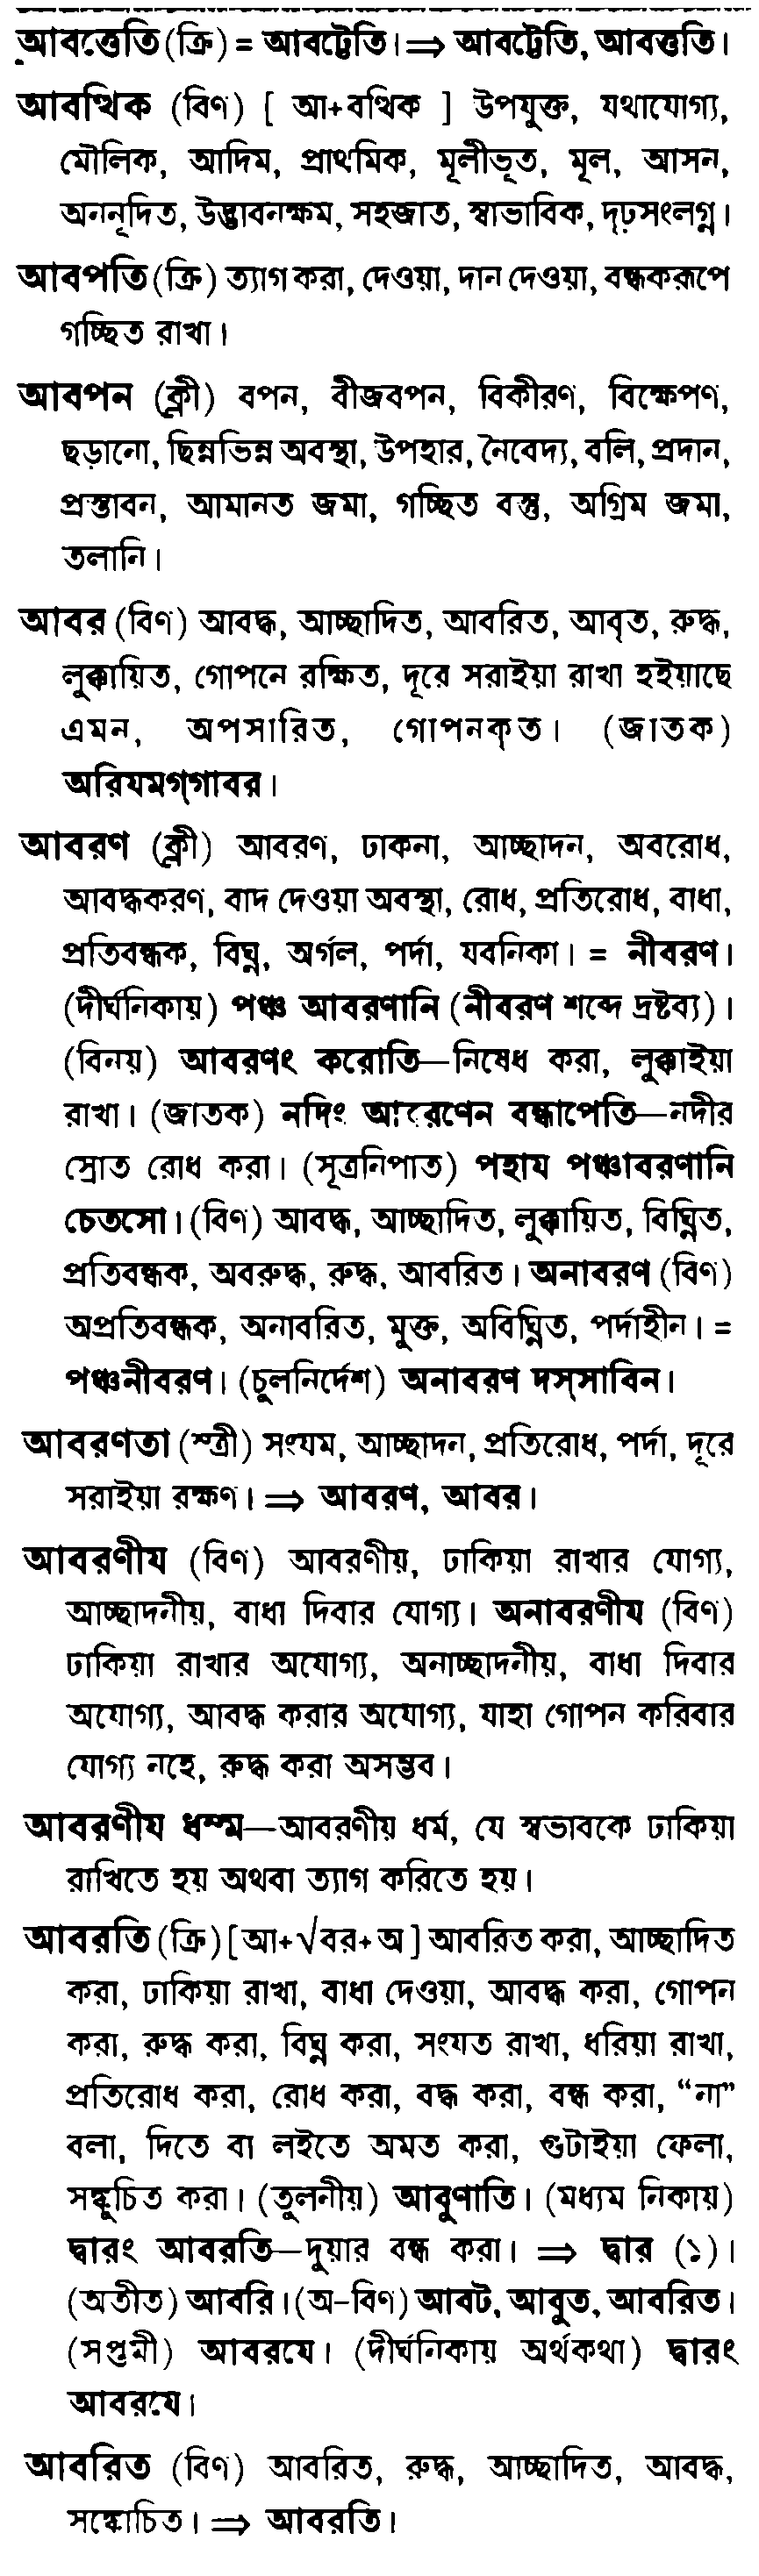 আবত্তেতি (ক্রি) = আবট্টেতি। ⇒ আবট্টেতি, আবত্ততি।
আবত্থিক (বিণ) [ আ+বত্থিক ] উপযুক্ত, যথাযোগ্য,
মৌলিক, আদিম, প্রাথমিক, মূলীভূত, মূল, আসন,
অননূদিত, উদ্ভাবনক্ষম, সহজাত, স্বাভাবিক, দৃঢ়সংলগ্ন।
আবপতি (ক্রি) ত্যাগ করা, দেওয়া, দান দেওয়া, বন্ধকরূপে
গচ্ছিত রাখা।
আবপন (ক্লী) বপন, বীজবপন, বিকীরণ, বিক্ষেপণ,
ছড়ানো, ছিন্নভিন্ন অবস্থা, উপহার, নৈবেদ্য, বলি, প্রদান,
প্রস্তাবন, আমানত জমা, গচ্ছিত বস্তু, অগ্রিম জমা,
তলানি।
আবর (বিণ) আবদ্ধ, আচ্ছাদিত, আবরিত, আবৃত, রুদ্ধ,
লুক্কায়িত, গোপনে রক্ষিত, দূরে সরাইয়া রাখা হইয়াছে
এমন, অপসারিত, গোপনকৃত। (জাতক)
অরিযমগ্‌গাবর।
আবরণ (ক্লী) আবরণ, ঢাকনা, আচ্ছাদন, অবরোধ,
আবদ্ধকরণ, বাদ দেওয়া অবস্থা, রোধ, প্রতিরোধ, বাধা,
প্রতিবন্ধক, বিঘ্ন, অর্গল, পর্দা, যবনিকা। = নীবরণ।
(দীর্ঘনিকায়) পঞ্চ আবরণানি (নীবরণ শব্দে দ্রষ্টব্য)।
(বিনয়) আবরণং করোতি—নিষেধ করা, লুক্কাইয়া
রাখা। (জাতক) নদিং আবরণেন বন্ধাপেতি—নদীর
স্রোত রোধ করা। (সূত্রনিপাত) পহায পঞ্চাবরণানি
চেতসো। (বিণ) আবদ্ধ, আচ্ছাদিত, লুক্কায়িত, বিঘ্নিত,
প্রতিবন্ধক, অবরুদ্ধ, রুদ্ধ, আবরিত। অনাবরণ (বিণ)
অপ্রতিবন্ধক, অনাবরিত, মুক্ত, অবিঘ্নিত, পর্দাহীন। =
পঞ্চনীবরণ। (চুলনির্দেশ) অনাবরণ দস্‌সাবিন।
আবরণতা (স্ত্রী) সংযম, আচ্ছাদন, প্রতিরোধ, পর্দা, দূরে
সরাইয়া রক্ষণ। ⇒ আবরণ, আবর।
আবরণীয (বিণ) আবরণীয়, ঢাকিয়া রাখার যোগ্য,
আচ্ছাদনীয়, বাধা দিবার যোগ্য। অনাবরণীয (বিণ)
ঢাকিয়া রাখার অযোগ্য, অনাচ্ছাদনীয়, বাধা দিবার
অযোগ্য, আবদ্ধ করার অযোগ্য, যাহা গোপন করিবার
যোগ্য নহে, রুদ্ধ করা অসম্ভব।
আবরণীয ধম্ম—আবরণীয় ধর্ম, যে স্বভাবকে ঢাকিয়া
রাখিতে হয় অথবা ত্যাগ করিতে হয়।
আবরতি (ক্রি) [ আ+√বর+অ ] আবরিত করা, আচ্ছাদিত
করা, ঢাকিয়া রাখা, বাধা দেওয়া, আবদ্ধ করা, গোপন
করা, রুদ্ধ করা, বিঘ্ন করা, সংযত রাখা, ধরিয়া রাখা,
প্রতিরোধ করা, রোধ করা, বদ্ধ করা, বন্ধ করা, “না”
বলা, দিতে বা লইতে অমত করা, গুটাইয়া ফেলা,
সঙ্কুচিত করা। (তুলনীয়) আবুণাতি। (মধ্যম নিকায়)
দ্বারং আবরতি—দুয়ার বন্ধ করা। ⇒ দ্বার (১)।
(অতীত) আবরি। (অ-বিণ) আবট, আবুত, আবরিত।
(সপ্তমী) আবরযে। (দীর্ঘনিকায় অর্থকথা) দ্বারং
আবরযে।
আবরিত (বিণ) আবরিত, রুদ্ধ, আচ্ছাদিত, আবদ্ধ,
সঙ্কোচিত। ⇒ আবরতি।